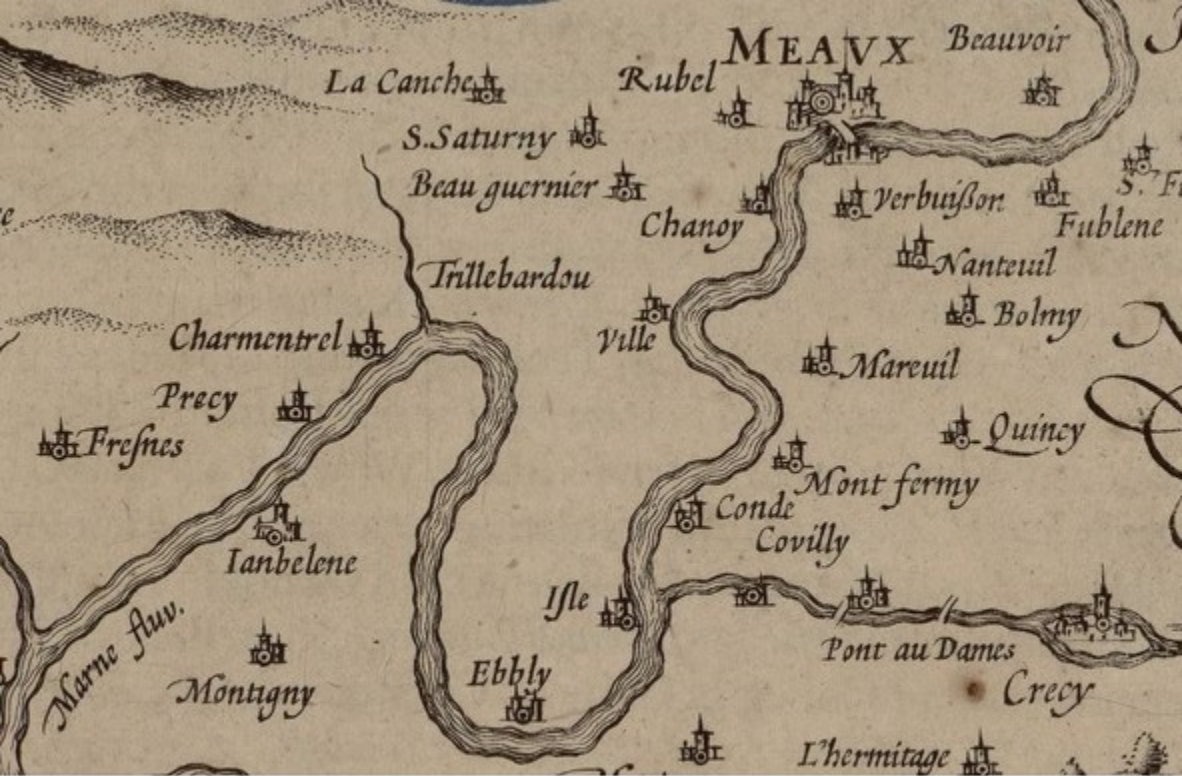 MEAVX
Beauvoir
La Canche
Rubel
S.Saturny
Beau guernier
Verbuißon
Chanoy
Fublene
Nanteuil
Trillebardou
Bolmy
Charmentrel
Ville
Mareuil
Precy
Freſnes
Quincy
Mont fermy
Conde
Covilly
Ianbelene
Iſle
Marne fluv.
Pont au Dames
Ebbly
Montigny
Crecy
L'hermitage